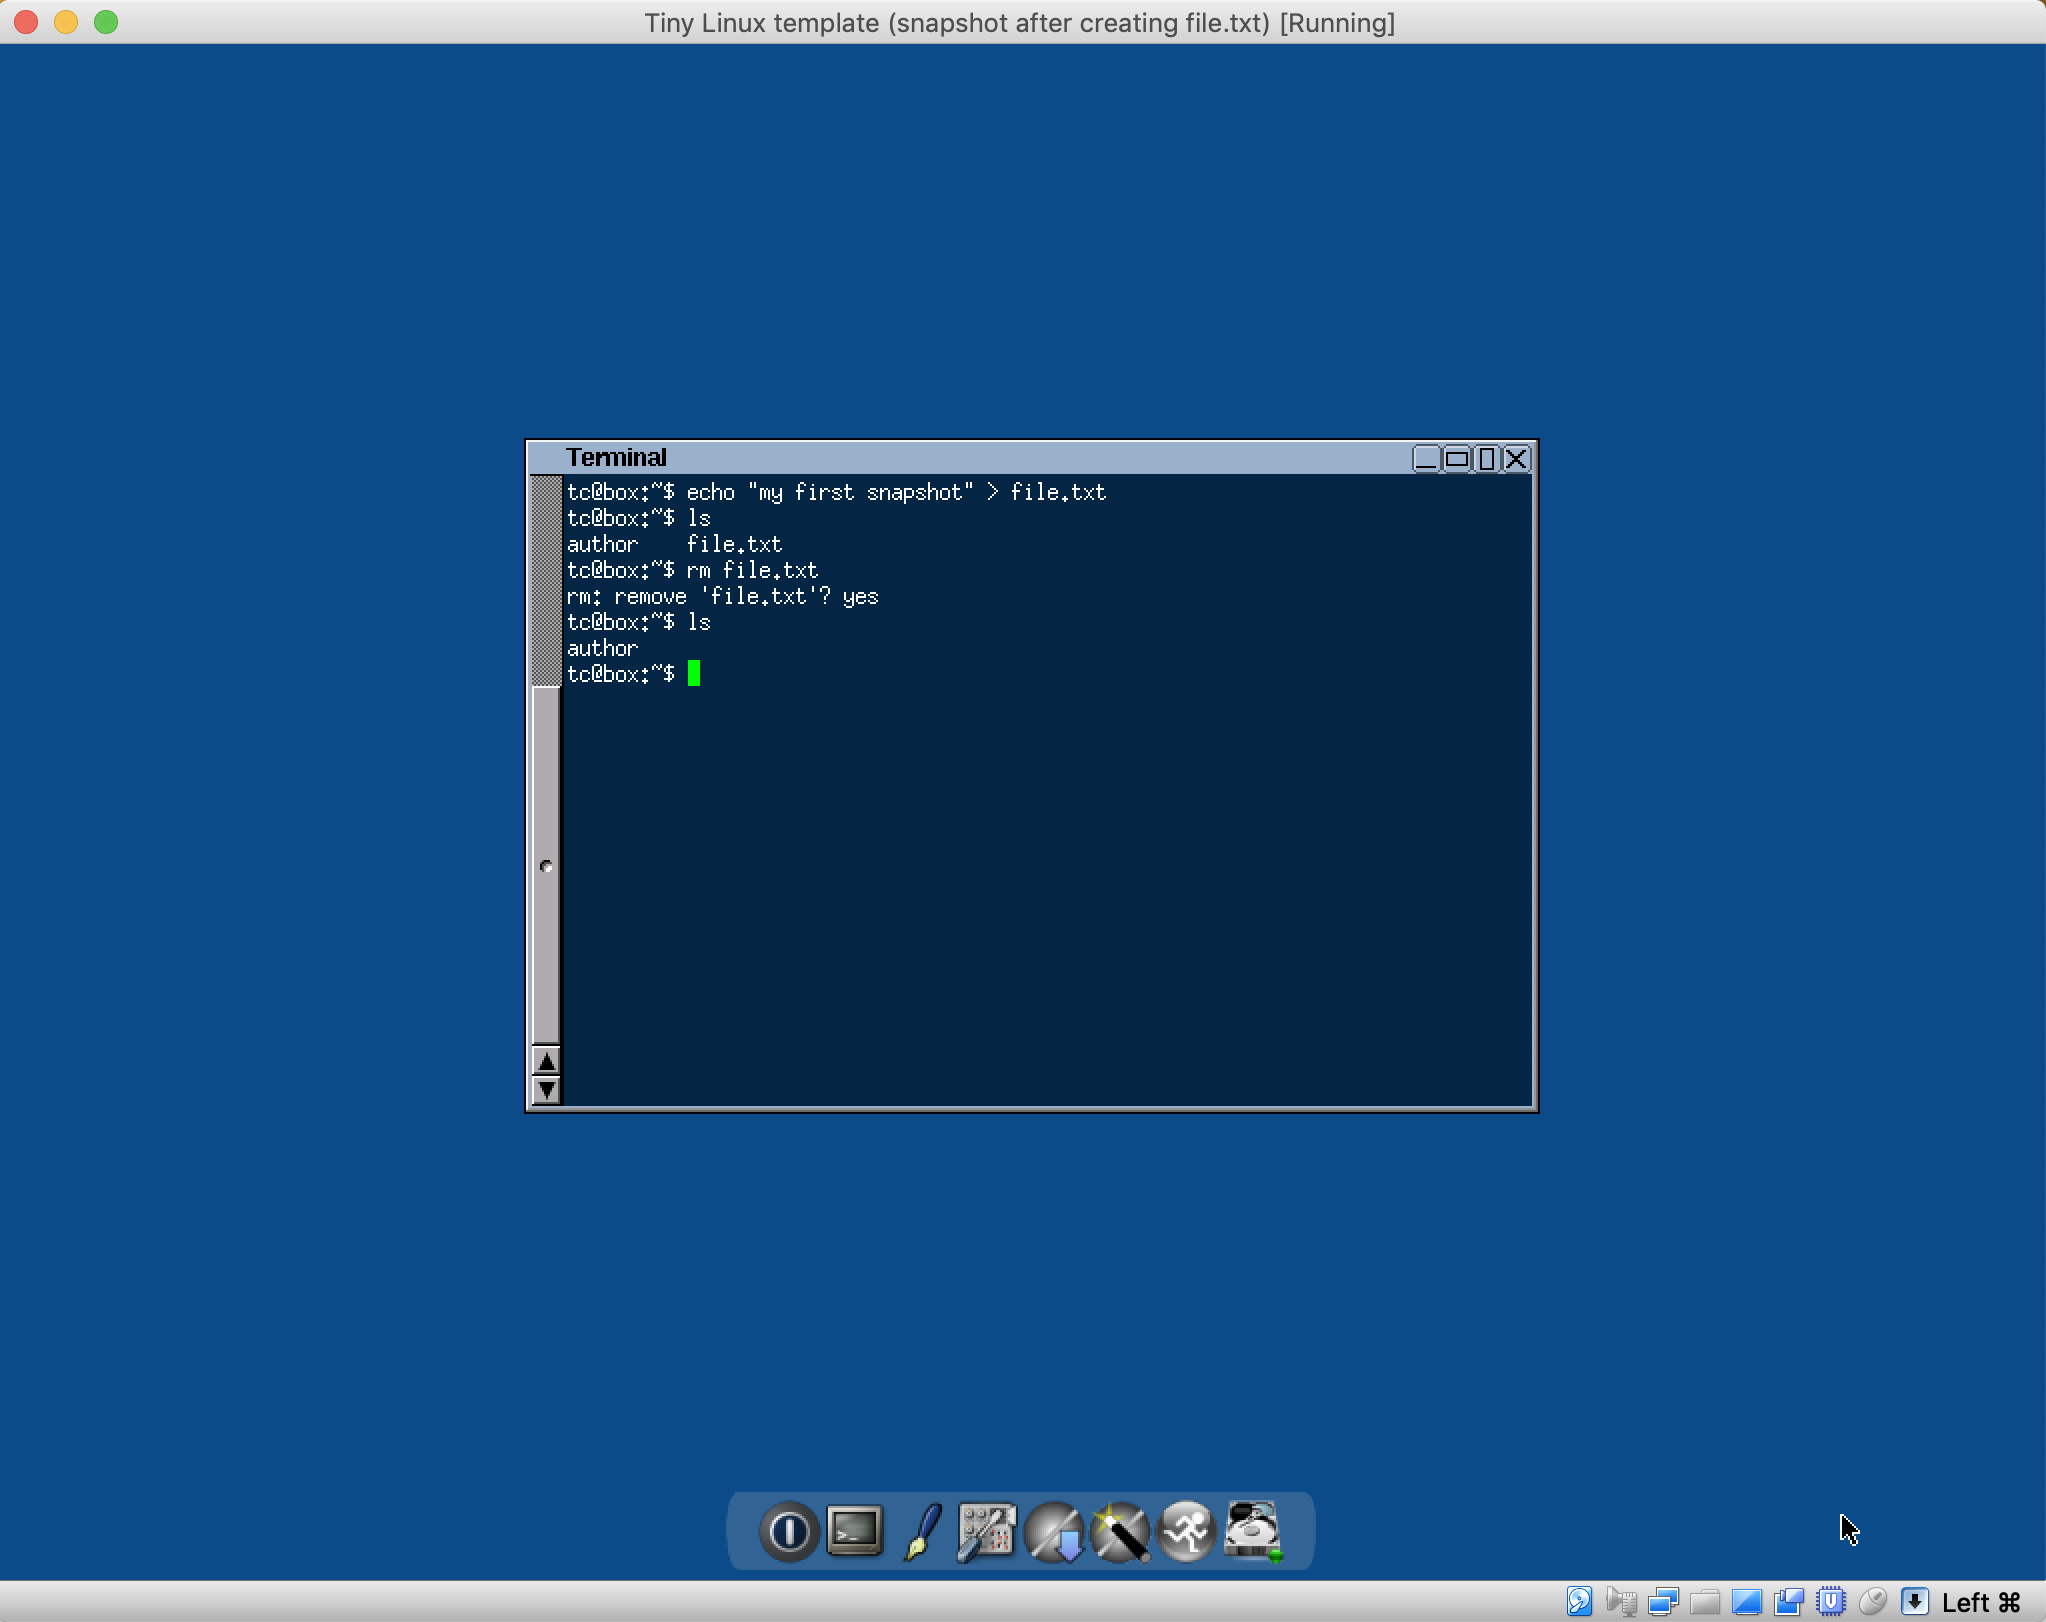 Tiny Linux template (snapshot after creating file.txt) [Running]
Terminal
tc@box:~$ echo "my first snapshot" > file.txt
tc@box:~$ ls
author    file.txt
tc@box:~$ rm file.txt
rm: remove 'file.txt'? yes
tc@box:~$ ls
author
tc@box:~$
Left ⌘